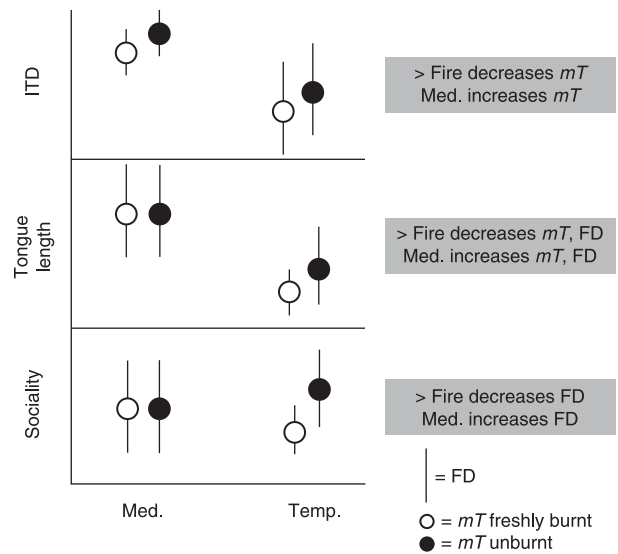 ITD
> Fire decreases mT
Med. increases mT
Tongue
length
> Fire decreases mT, FD
Med. increases mT, FD
Sociality
> Fire decreases FD
Med. increases FD
= FD
Med.
Temp.
= mT freshly burnt
= mT unburnt